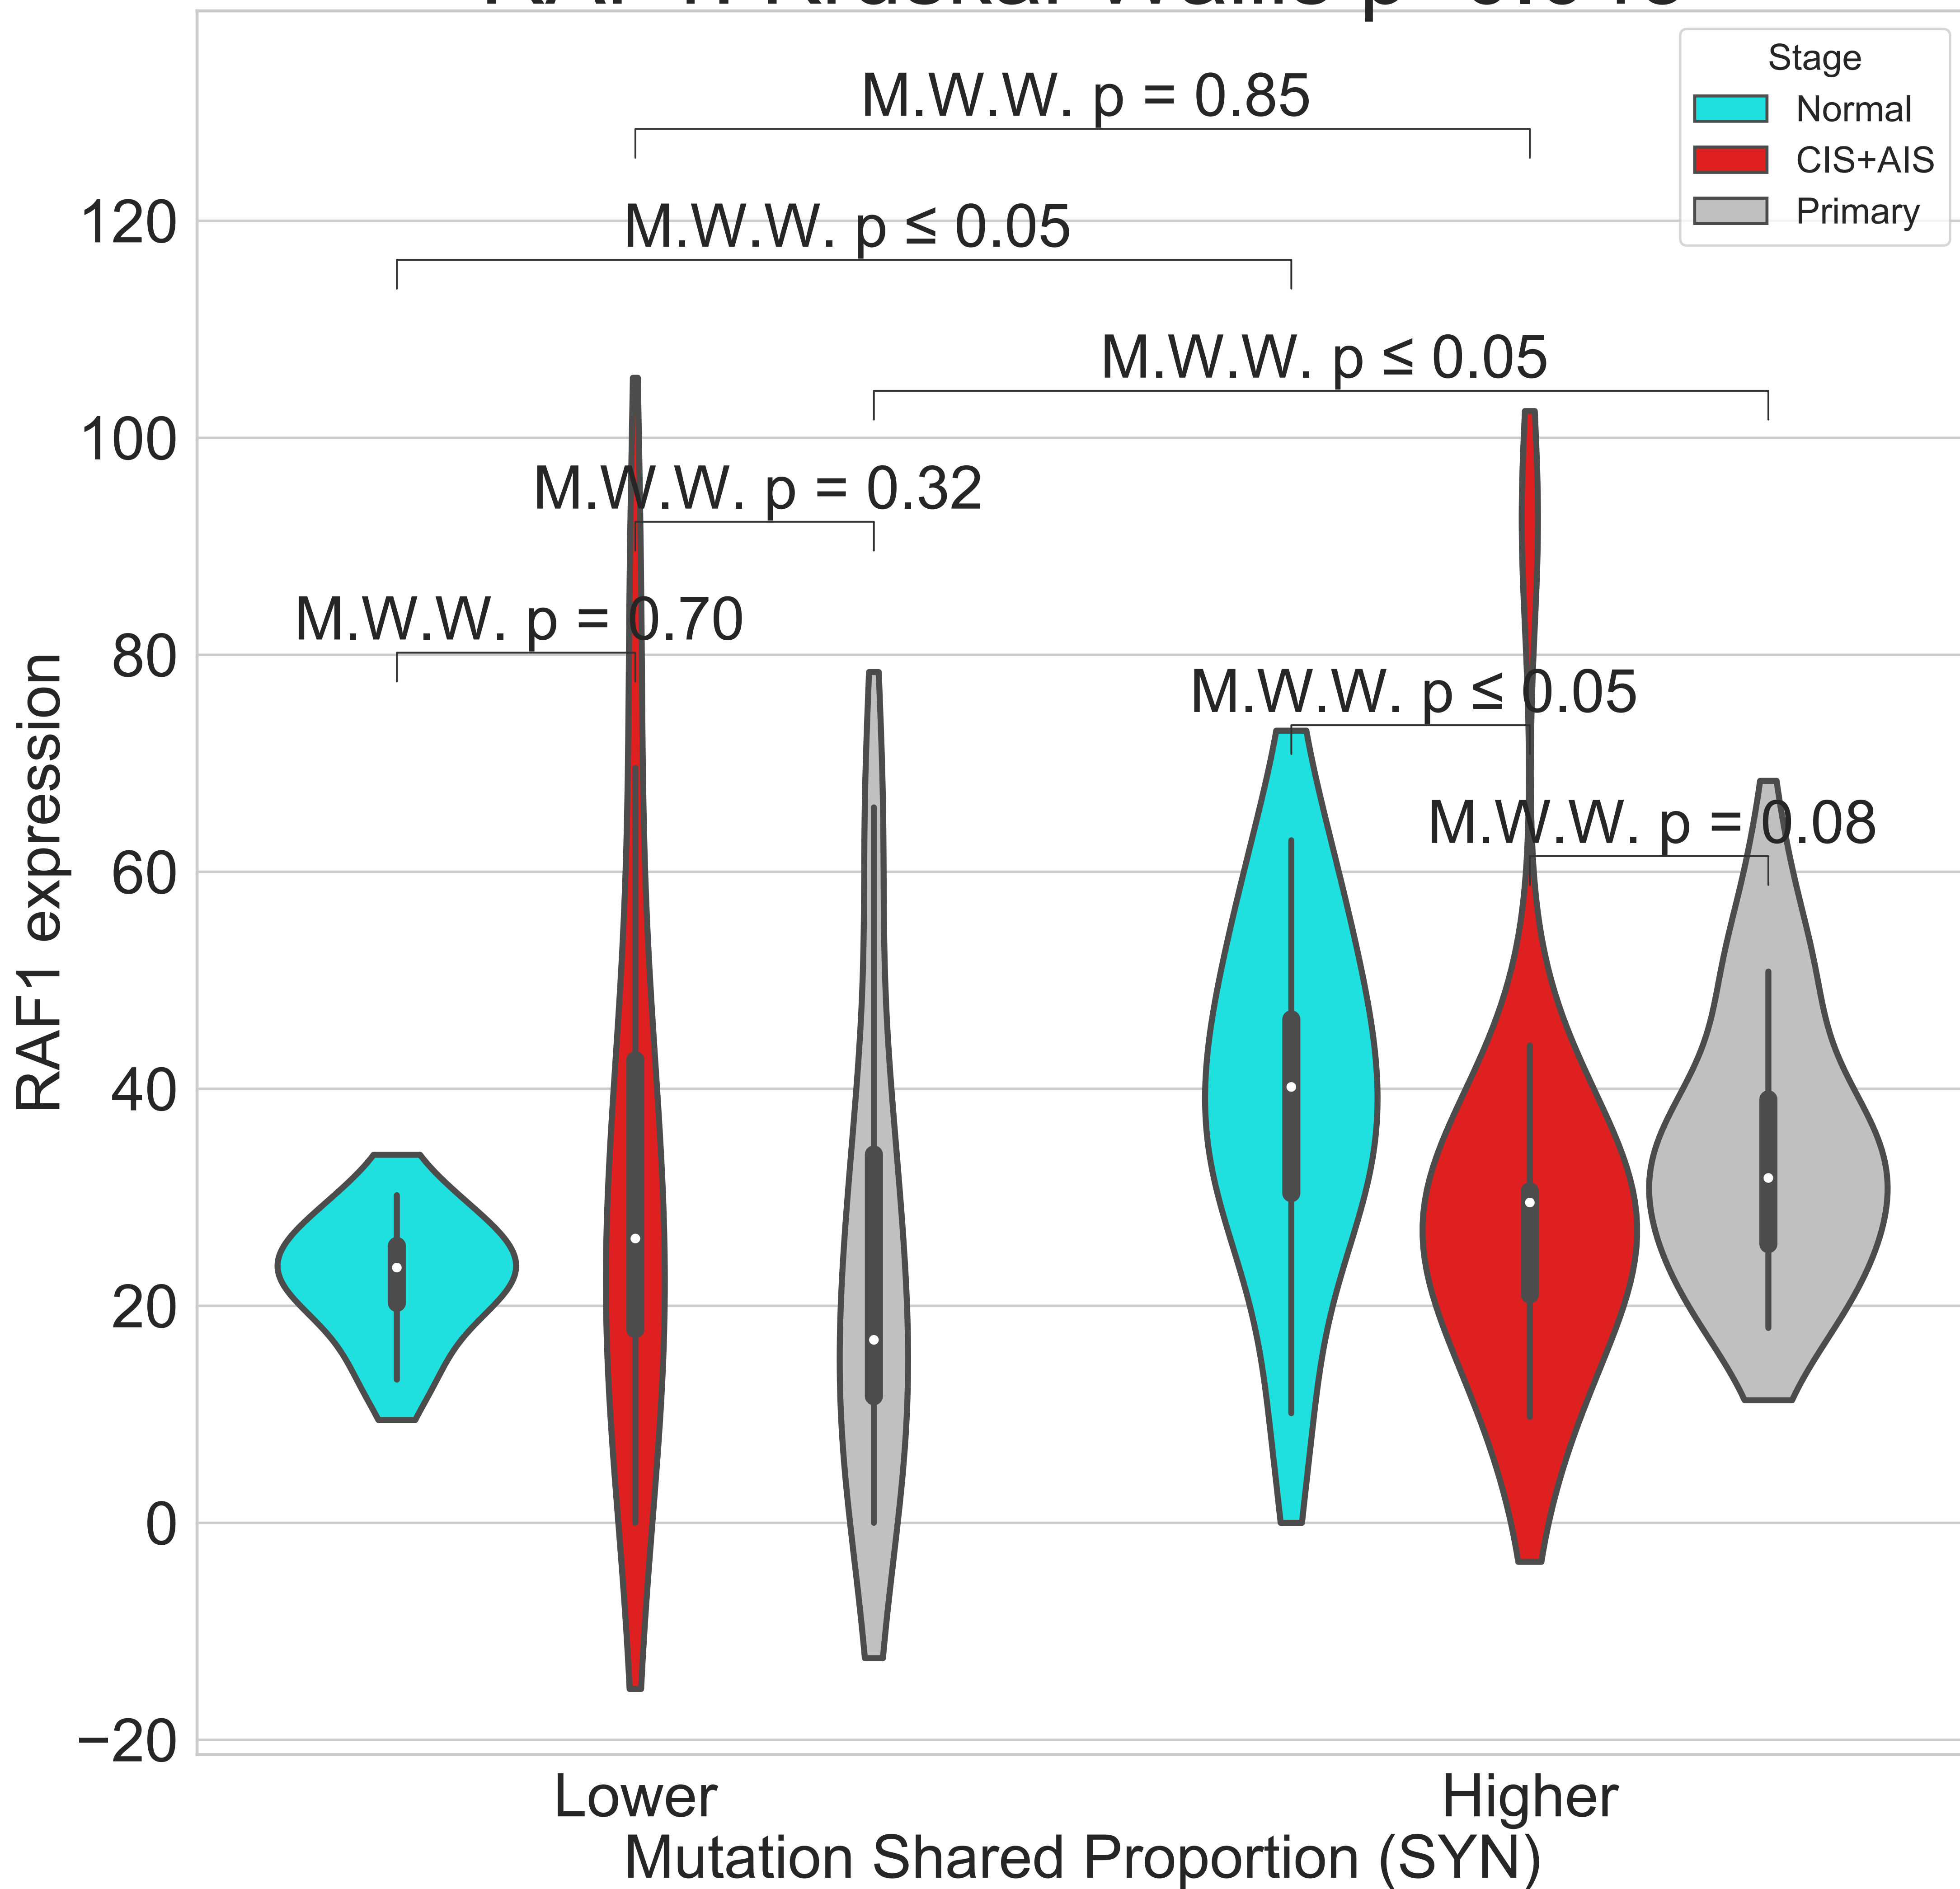 Stage
Normal
CIS+AIS
Primary
M.W.W. p = 0.85
M.W.W. p ≤ 0.05
M.W.W. p ≤ 0.05
M.W.W. p = 0.32
M.W.W. p = 0.70
M.W.W. p ≤ 0.05
M.W.W. p = 0.08
120
100
80
60
40
20
0
−20
RAF1 expression
Lower
Higher
Mutation Shared Proportion (SYN)